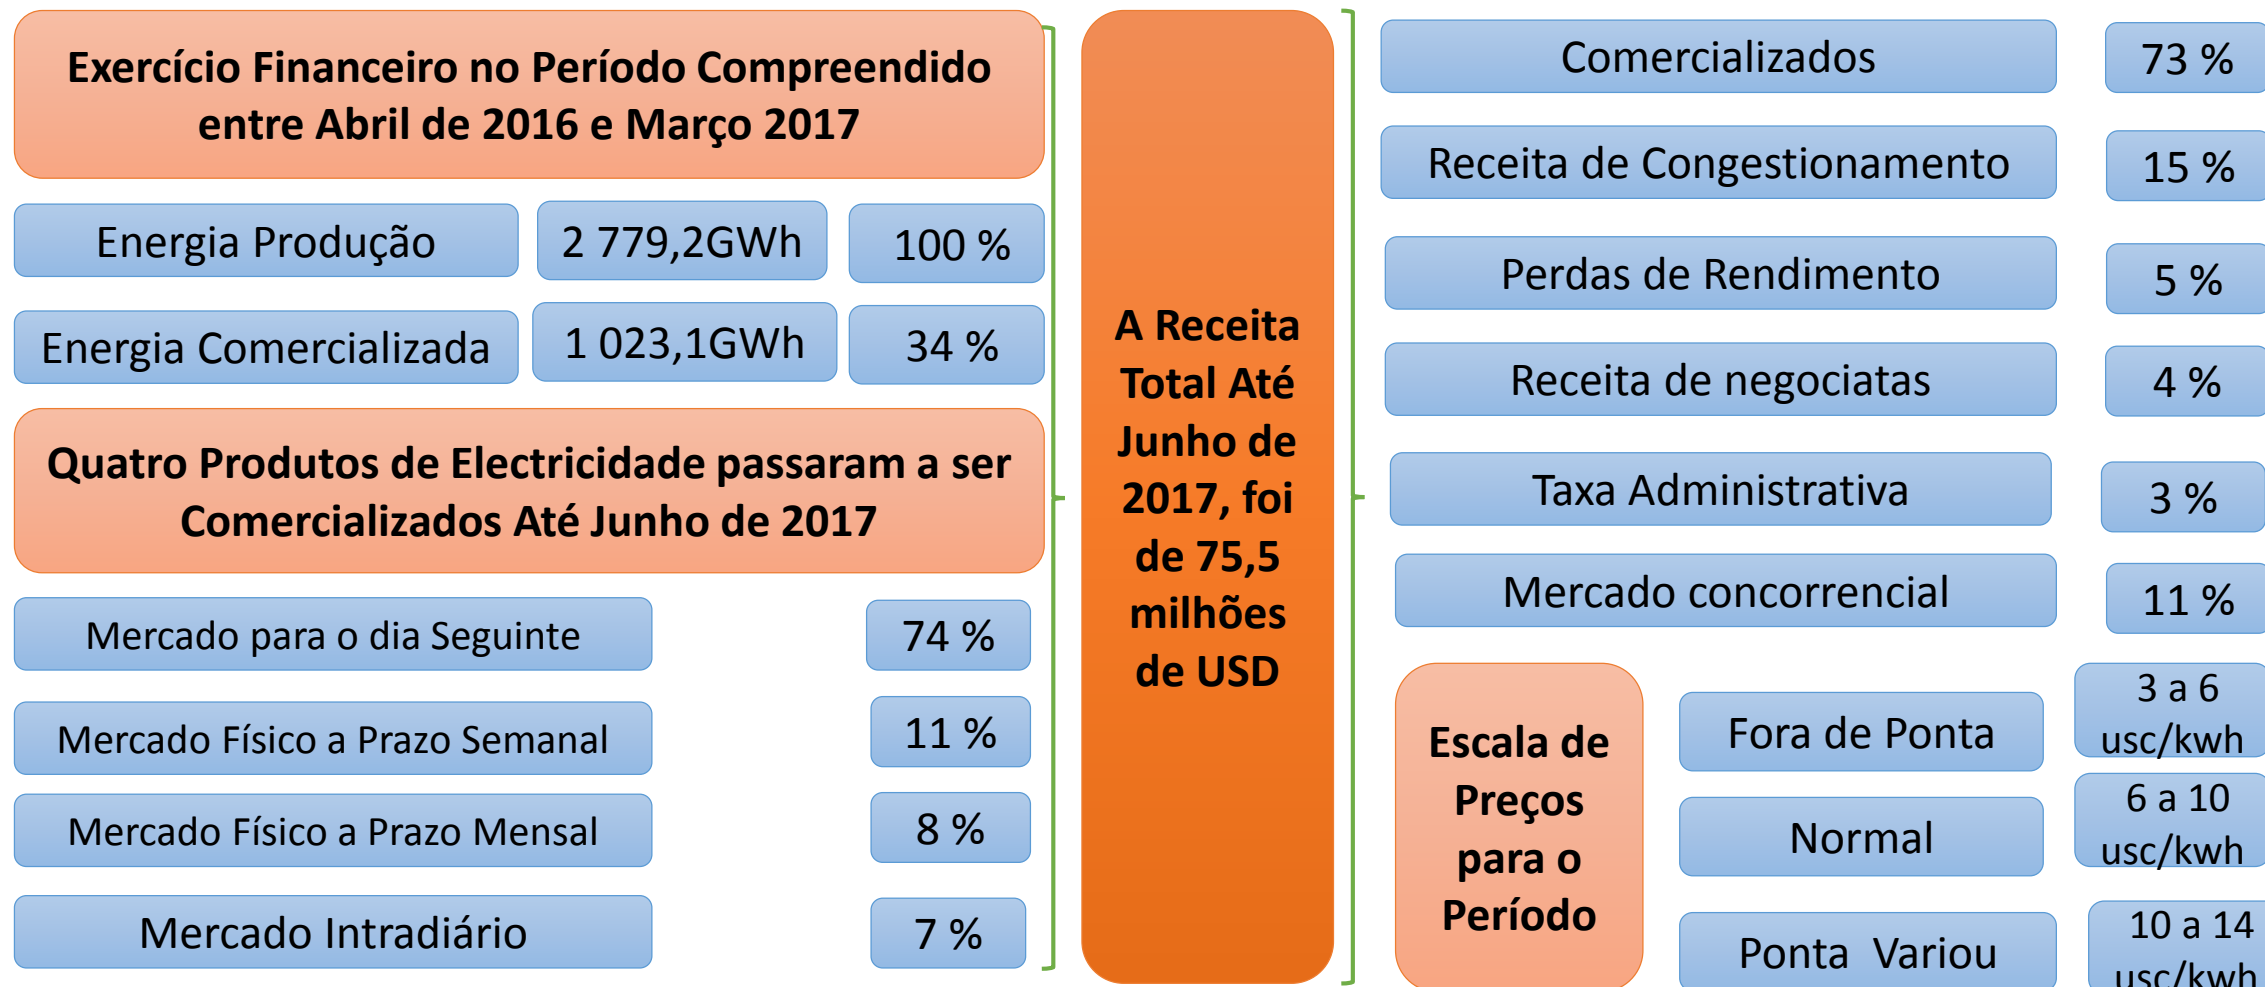 Exercício Financeiro no Período Compreendido
entre Abril de 2016 e Março 2017
Energia Produção 2 779,2GWh 100 %
Energia Comercializada 1 023,1GWh 34 %
Quatro Produtos de Electricidade passaram a ser
Comercializados Até Junho de 2017
Mercado para o dia Seguinte 74 %
Mercado Físico a Prazo Semanal 11 %
Mercado Físico a Prazo Mensal 8 %
Mercado Intradiário 7 %
A Receita
Total Até
Junho de
2017, foi
de 75,5
milhões
de USD
Comercializados 73 %
Receita de Congestionamento 15 %
Perdas de Rendimento 5 %
Receita de negociatas 4 %
Taxa Administrativa 3 %
Mercado concorrencial 11 %
Escala de
Preços
para o
Período
Fora de Ponta
3 a 6
usc/kwh
Normal
6 a 10
usc/kwh
Ponta Variou
10 a 14
usc/kwh